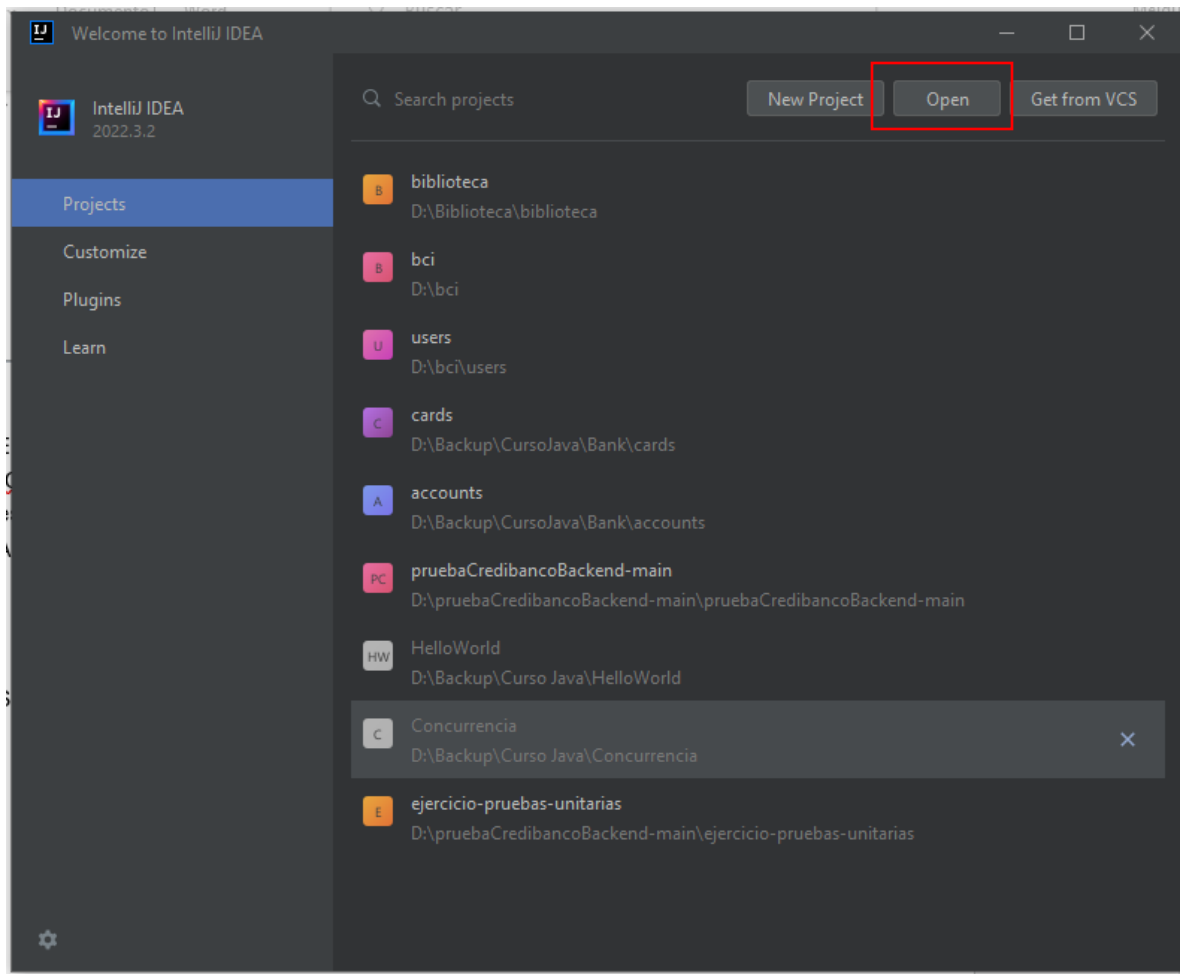 Welcome to IntelliJ IDEA
IntelliJ IDEA
2022.3.2
Search projects
New Project
Open
Get from VCS
Projects
Customize
Plugins
Learn
B
biblioteca
D:\Biblioteca\biblioteca
B
bci
D:\bci
U
users
D:\bci\users
C
cards
D:\Backup\CursoJava\Bank\cards
A
accounts
D:\Backup\CursoJava\Bank\accounts
PC
pruebaCredibancoBackend-main
D:\pruebaCredibancoBackend-main\pruebaCredibancoBackend-main
HW
HelloWorld
D:\Backup\Curso Java\HelloWorld
C
Concurrencia
D:\Backup\Curso Java\Concurrencia
E
ejercicio-pruebas-unitarias
D:\pruebaCredibancoBackend-main\ejercicio-pruebas-unitarias